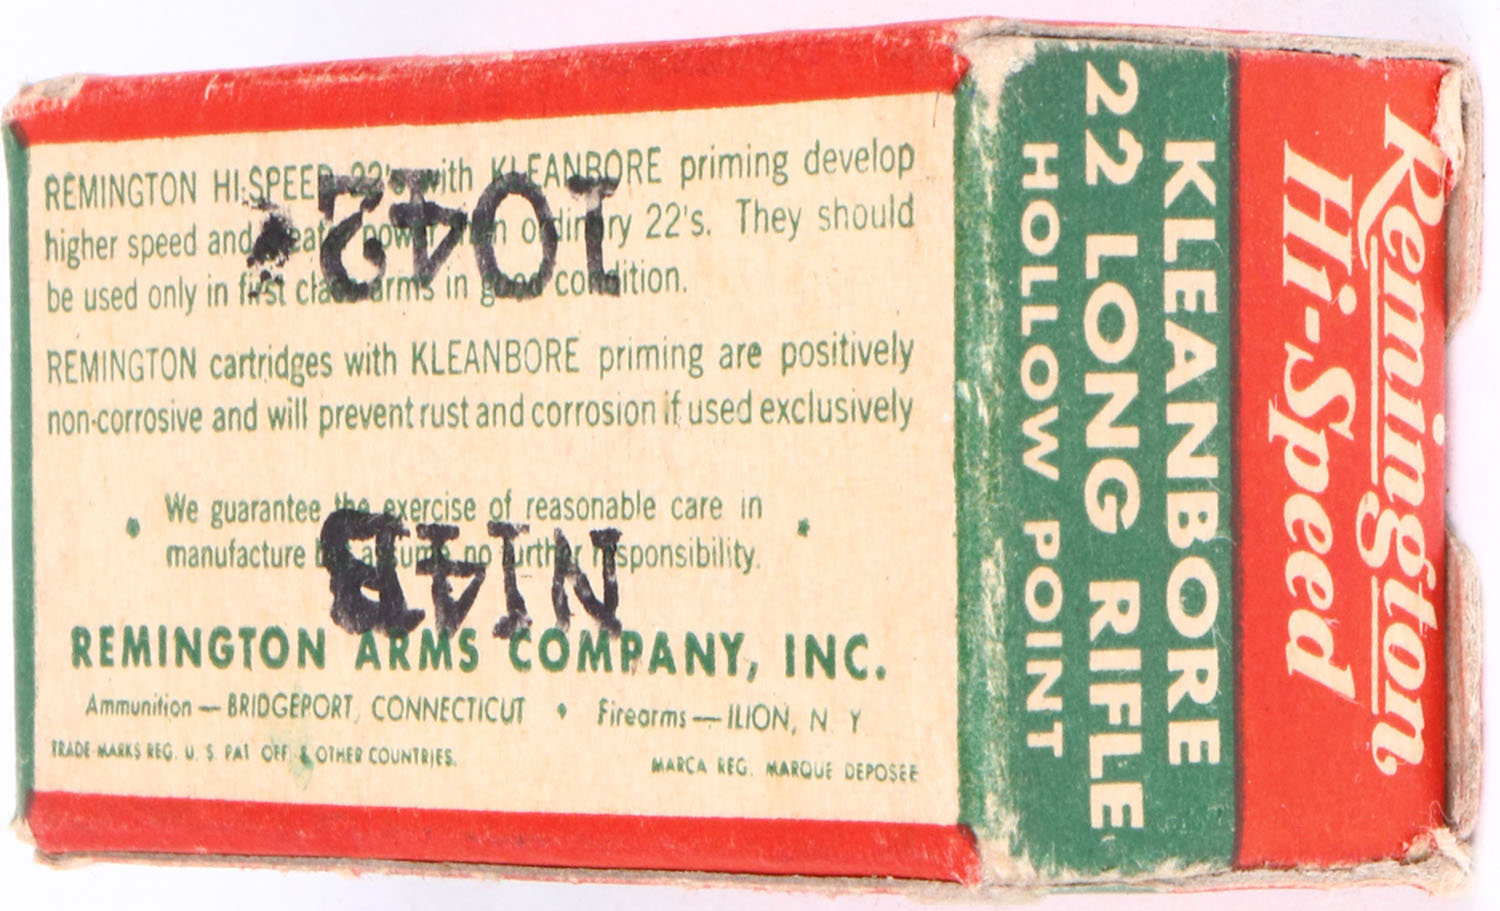 REMINGTON HI-SPEED 22's with KLEANBORE priming develop
higher speed and greater power than ordinary 22's. They should
be used only in first class arms in good condition.
REMINGTON cartridges with KLEANBORE priming are positively
non-corrosive and will prevent rust and corrosion if used exclusively
We guarantee the exercise of reasonable care in
manufacture but assume no further responsibility.
REMINGTON ARMS COMPANY, INC.
Ammunition — BRIDGEPORT, CONNECTICUT • Firearms — ILION, N Y
TRADE MARKS REG. U. S. PAT OFF. & OTHER COUNTRIES. MARCA REG. MARQUE DEPOSEE
1042
N14B
Remington
Hi-Speed
KLEANBORE
22 LONG RIFLE
HOLLOW POINT